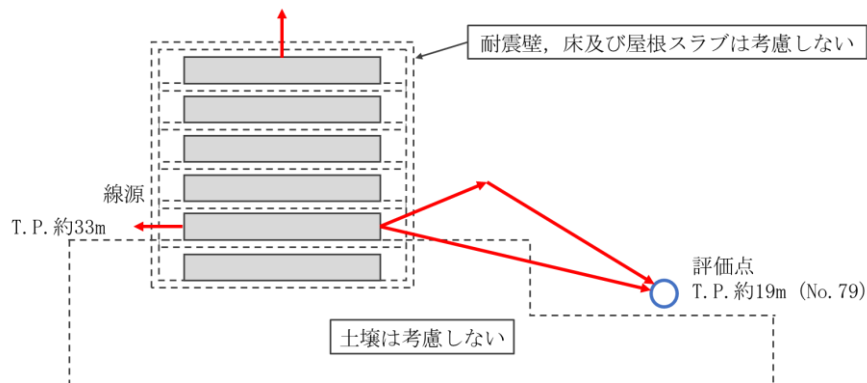 耐震壁，床及び屋根スラブは考慮しない
線源
T.P.約33m
評価点
T.P.約19m (No.79)
土壌は考慮しない